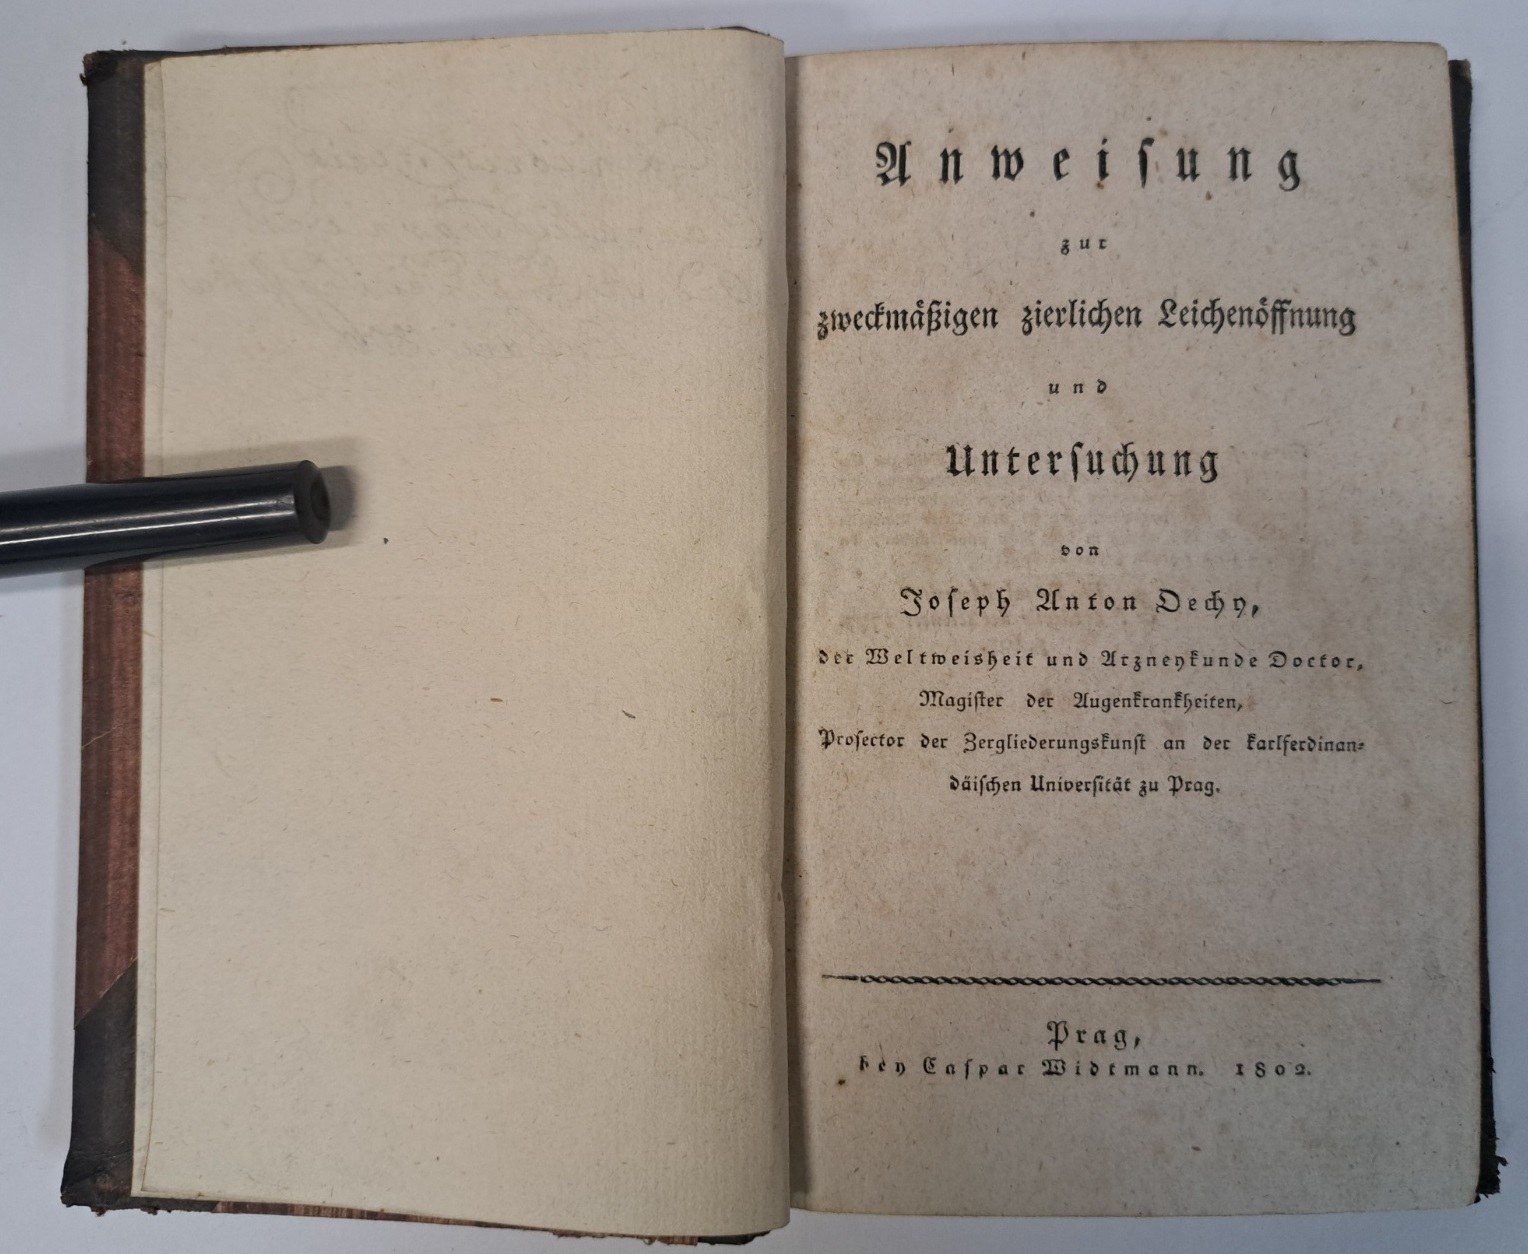 Anweisung
zur
zweckmäßigen zierlichen Leichenöffnung
und
Unterſuchung
von
Joſeph Anton Oechy,
der Weltweisheit und Arzneykunde Doctor,
Magiſter der Augenkrankheiten,
Proſector der Zergliederungskunſt an der karlferdinan⸗
däiſchen Univerſität zu Prag.
Prag,
bey Caſpar Widtmann. 1802.